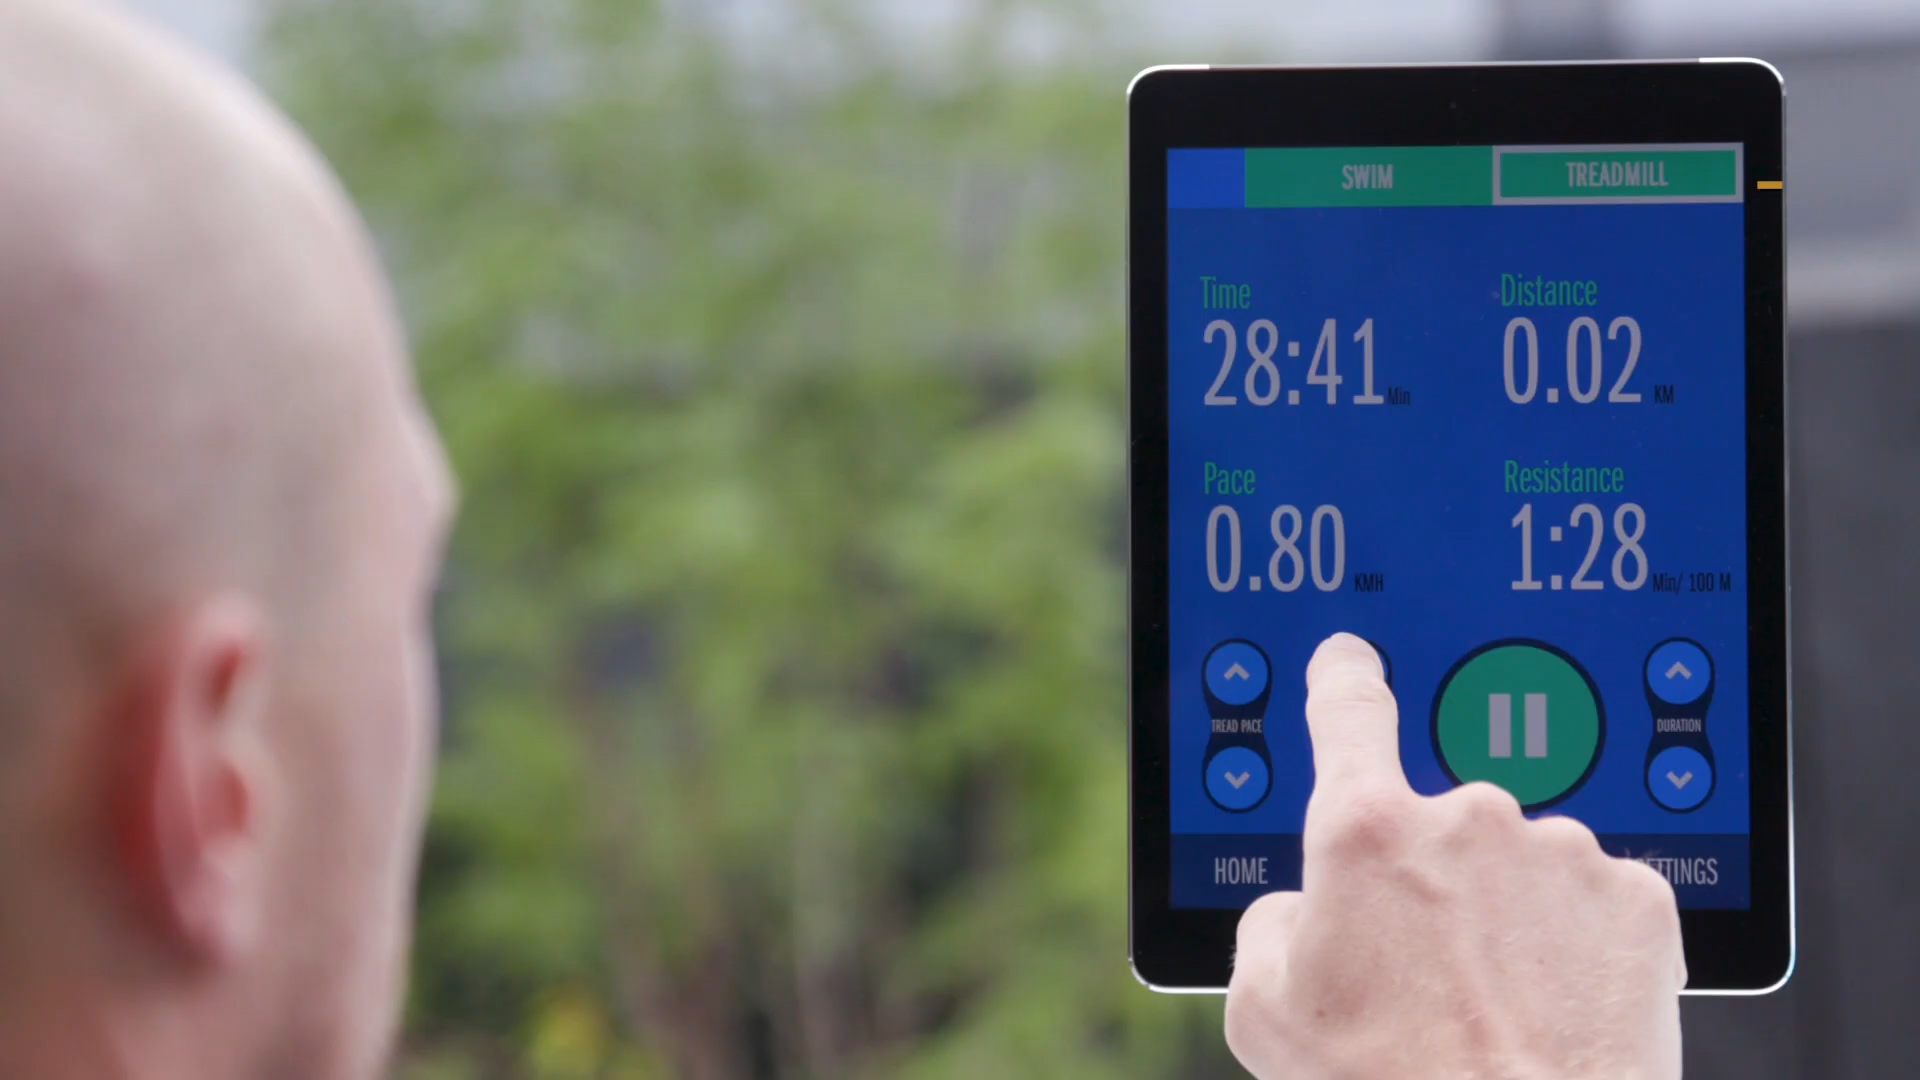 SWIM
TREADMILL
Time
28:41 Min
Distance
0.02 KM
Pace
0.80 KMH
Resistance
1:28 Min/ 100 M
TREAD PACE
DURATION
HOME